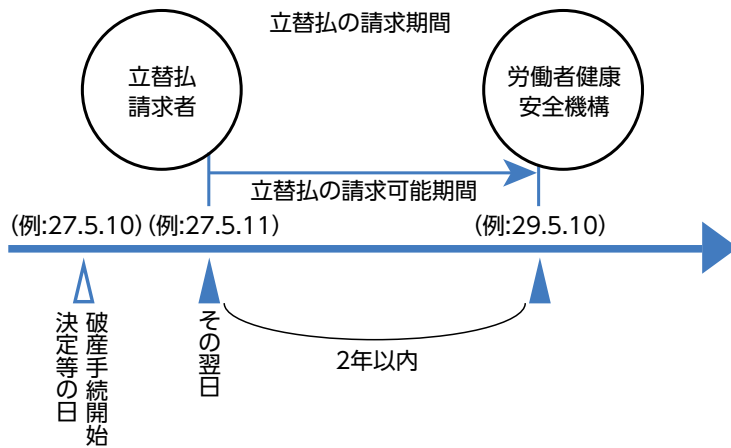 立替払の請求期間
立替払
請求者
労働者健康
安全機構
立替払の請求可能期間
(例:27.5.10)
(例:27.5.11)
(例:29.5.10)
破産手続開始
決定等の日
その翌日
2年以内